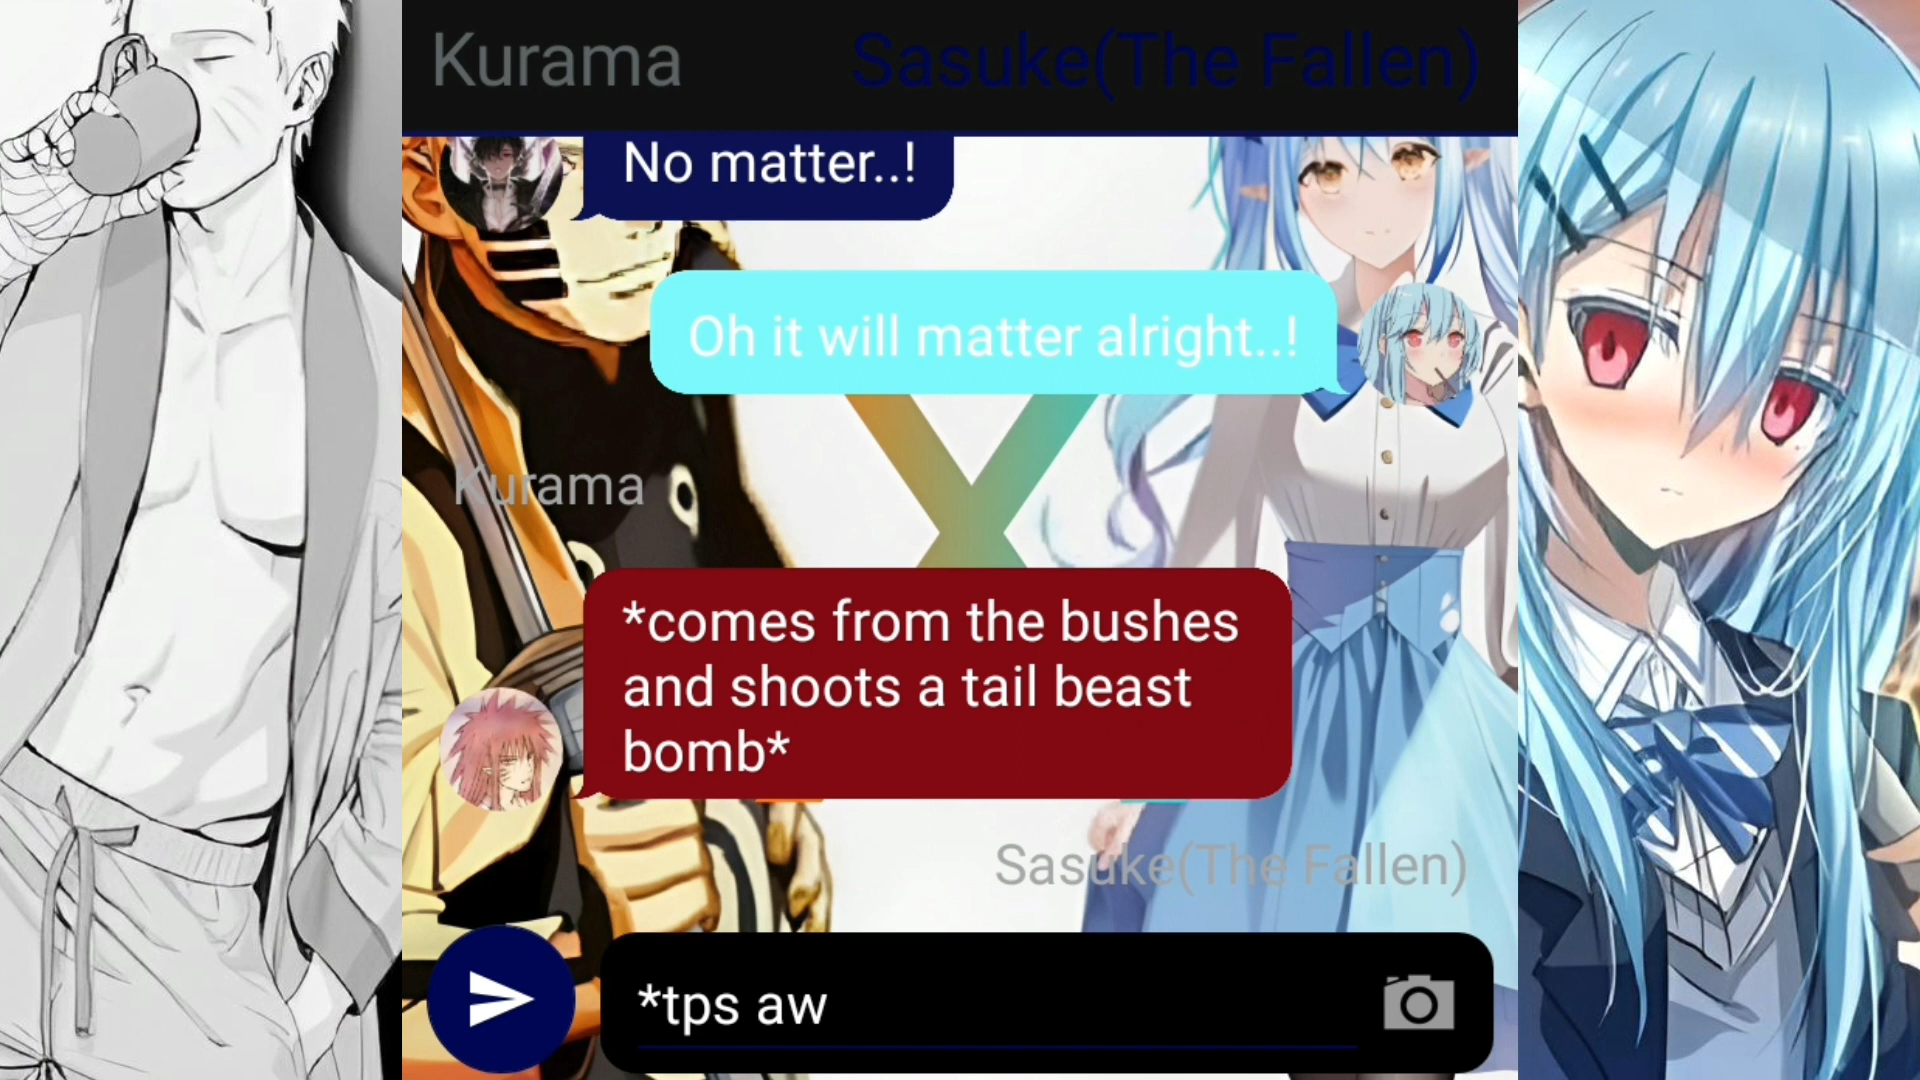 Kurama Sasuke(The Fallen)
No matter..!
Oh it will matter alright..!
Kurama
*comes from the bushes
and shoots a tail beast
bomb*
Sasuke(The Fallen)
*tps aw